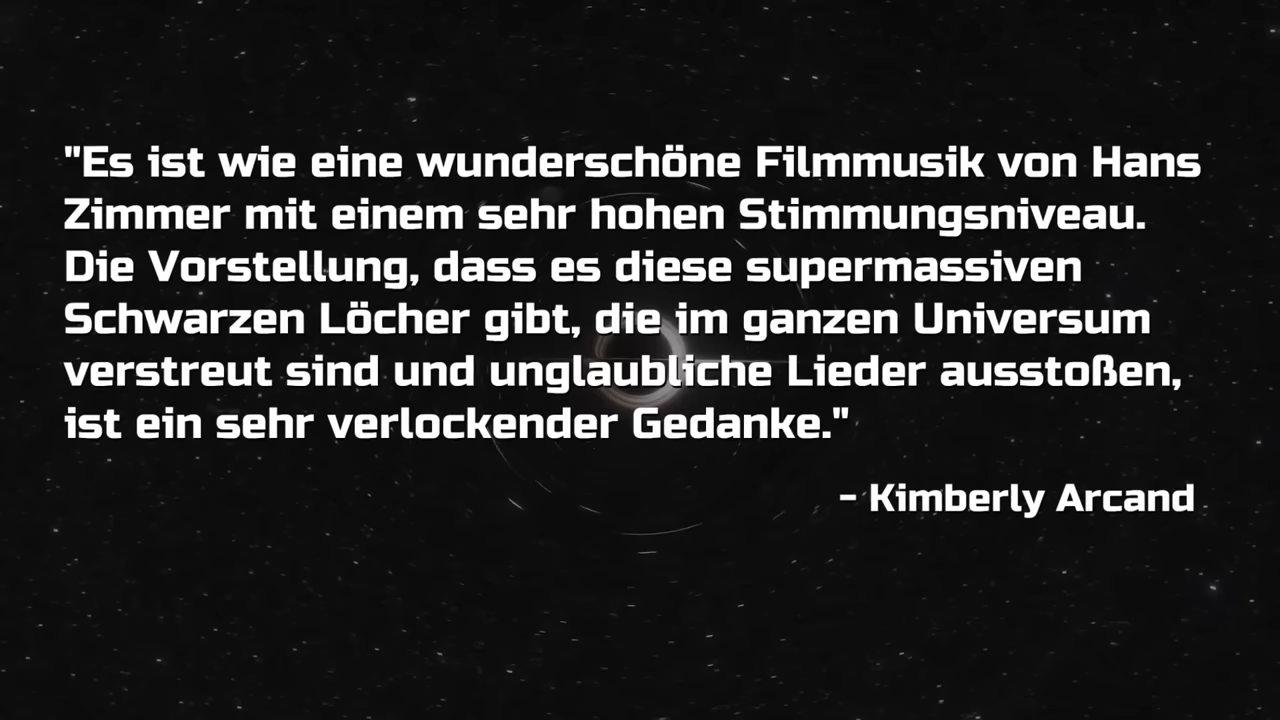 "Es ist wie eine wunderschöne Filmmusik von Hans
Zimmer mit einem sehr hohen Stimmungsniveau.
Die Vorstellung, dass es diese supermassiven
Schwarzen Löcher gibt, die im ganzen Universum
verstreut sind und unglaubliche Lieder ausstoßen,
ist ein sehr verlockender Gedanke."
- Kimberly Arcand